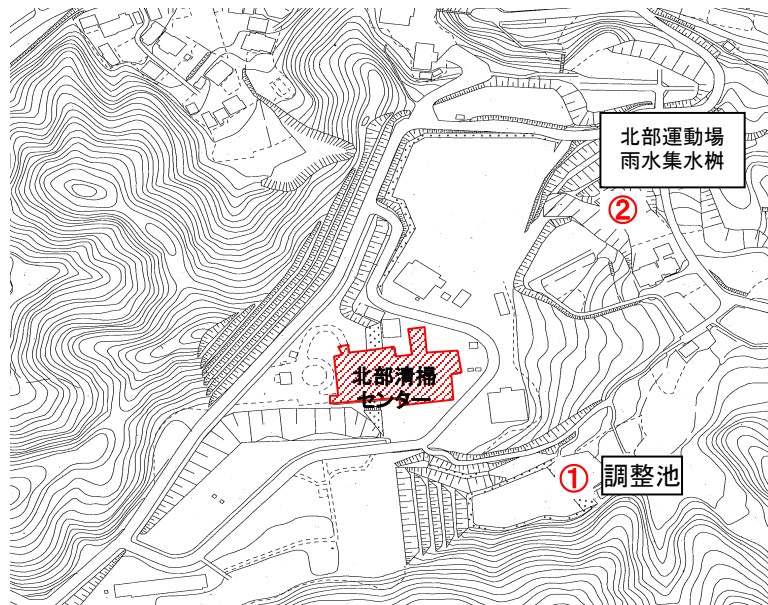 北部運動場
雨水集水桝
②
北部清掃
センター
① 調整池